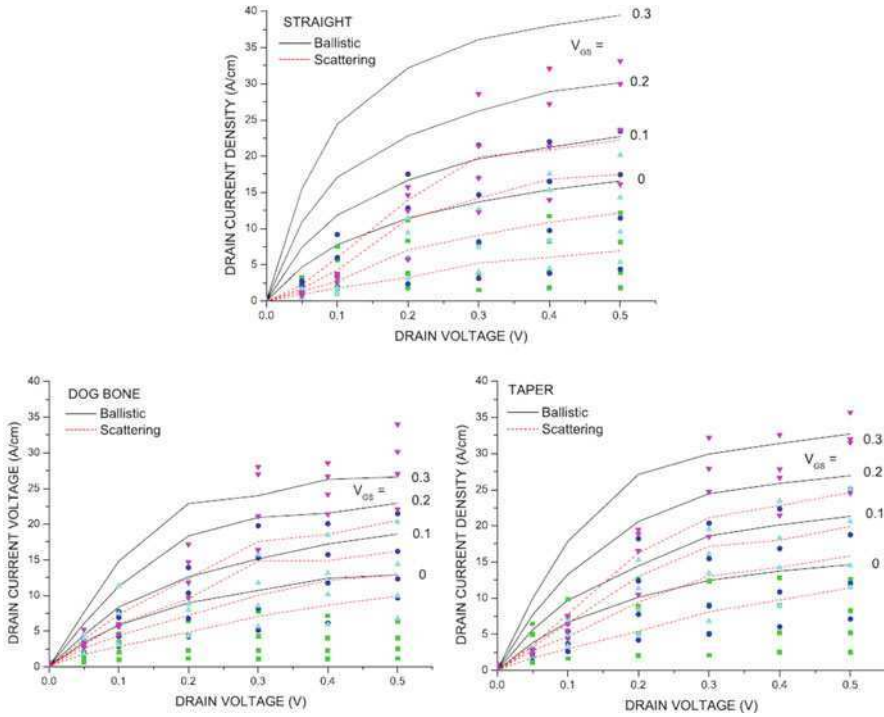 STRAIGHT
Ballistic
Scattering
V_GS =
0.3
0.2
0.1
0
DRAIN CURRENT DENSITY (A/cm)
40
35
30
25
20
15
10
5
0
0.0 0.1 0.2 0.3 0.4 0.5
DRAIN VOLTAGE (V)
DOG BONE
Ballistic
Scattering
V_GS =
0.3
0.2
0.1
0
DRAIN CURRENT VOLTAGE (A/cm)
40
35
30
25
20
15
10
5
0
0.0 0.1 0.2 0.3 0.4 0.5
DRAIN VOLTAGE (V)
TAPER
Ballistic
Scattering
V_GS =
0.3
0.2
0.1
0
DRAIN CURRENT DENSITY (A/cm)
40
35
30
25
20
15
10
5
0
0.0 0.1 0.2 0.3 0.4 0.5
DRAIN VOLTAGE (V)